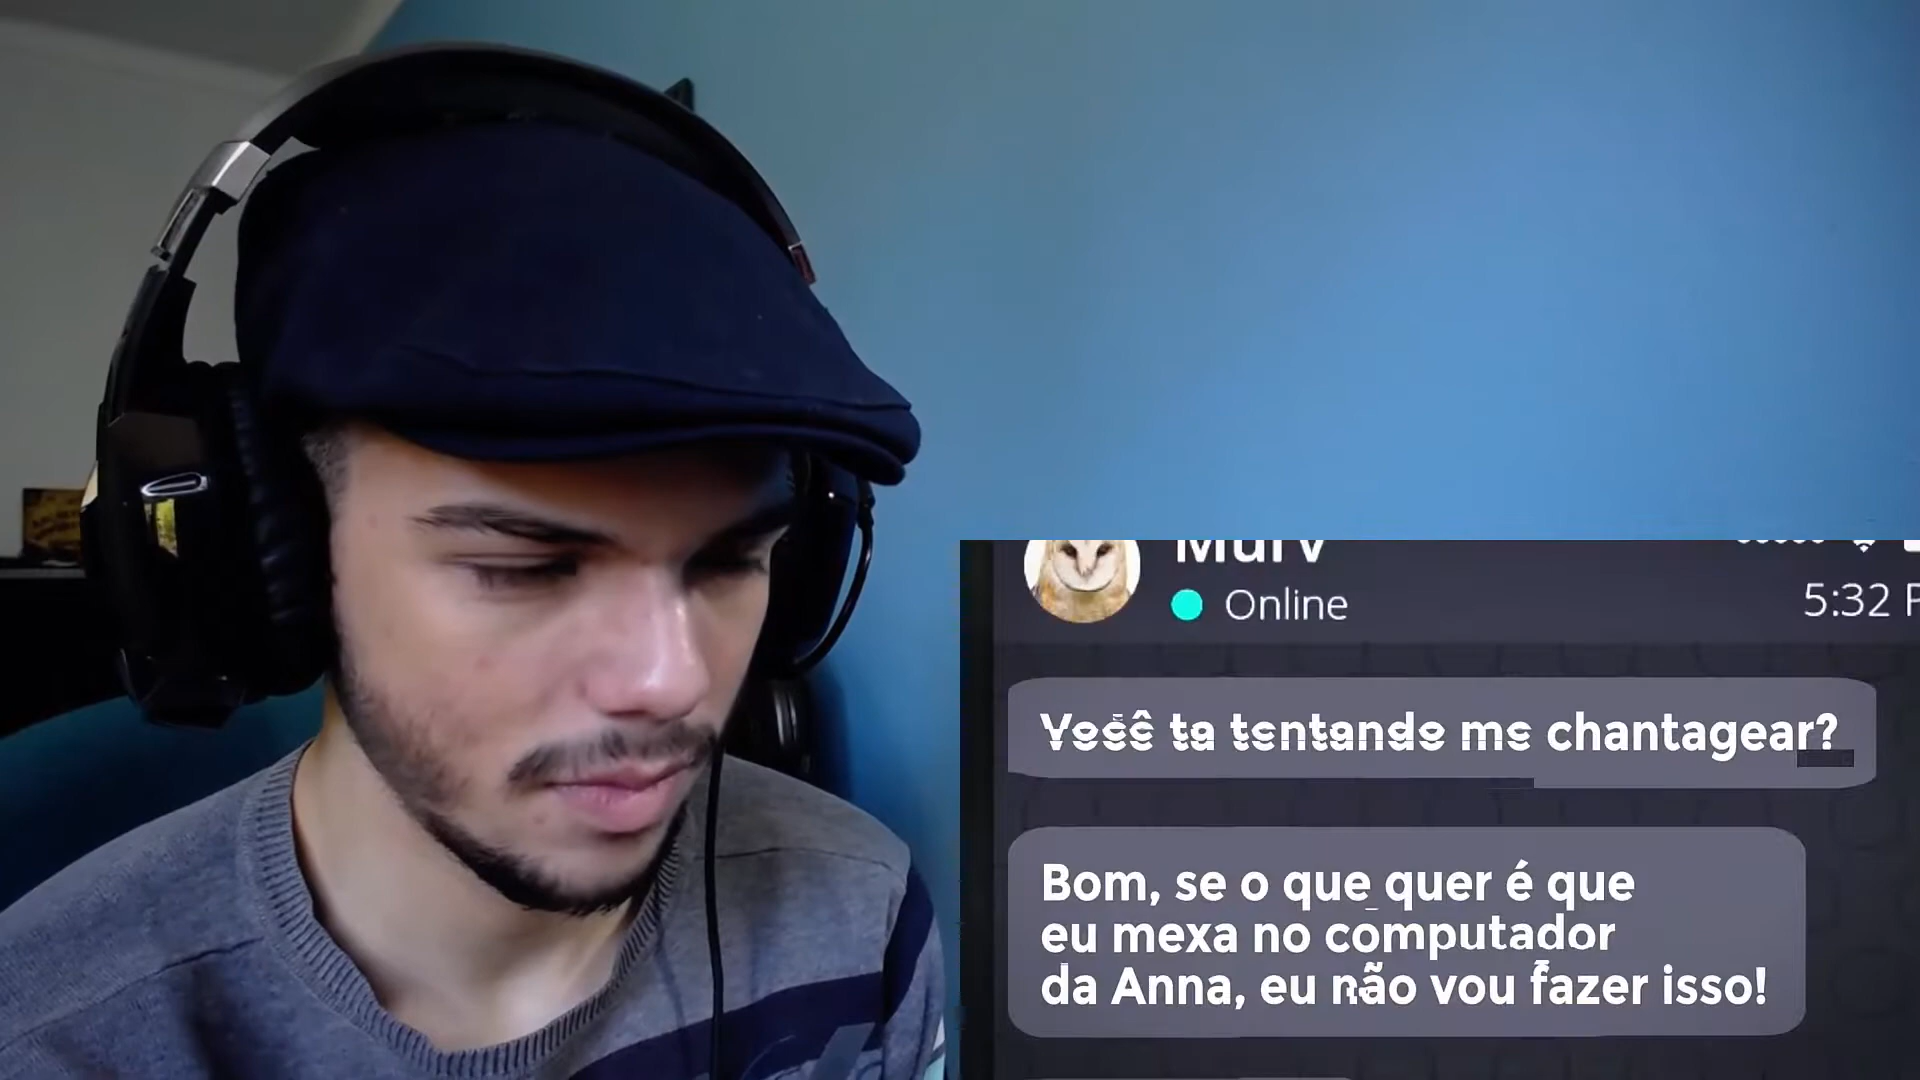 Murv
Online
5:32 P
Você ta tentando me chantagear?
Bom, se o que quer é que
eu mexa no computador
da Anna, eu não vou fazer isso!